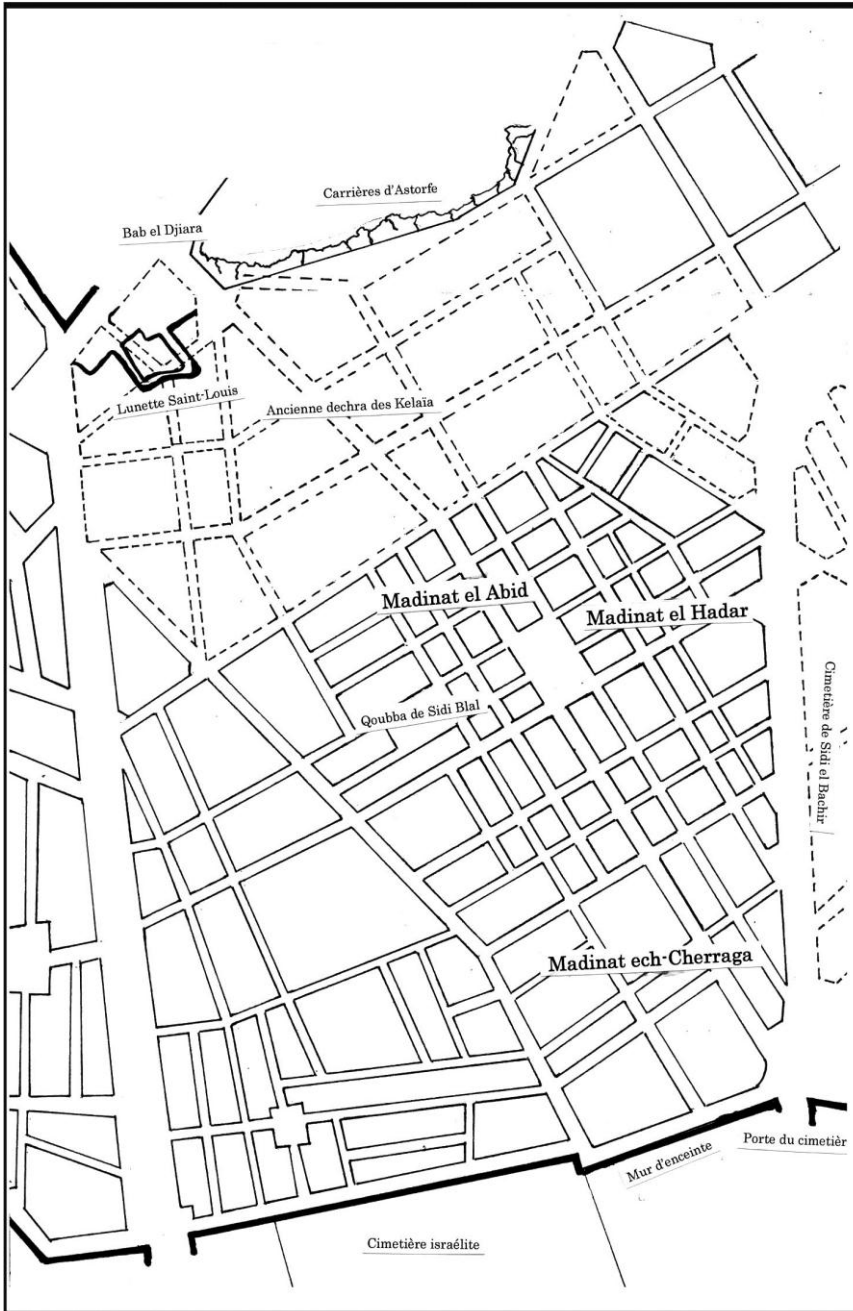 Carrières d'Astorfe
Bab el Djiara
Lunette Saint-Louis
Ancienne dechra des Kelaïa
Madinat el Abid
Madinat el Hadar
Cimetière de Sidi el Bachir
Qoubba de Sidi Blal
Madinat ech-Cherraga
Porte du cimetièr
Mur d'enceinte
Cimetière israélite